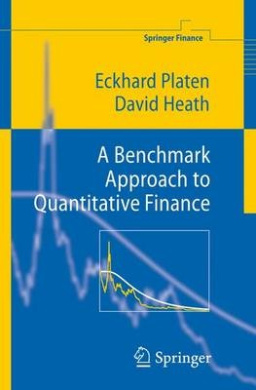 Springer Finance
Eckhard Platen
David Heath
A Benchmark
Approach to
Quantitative Finance
Springer